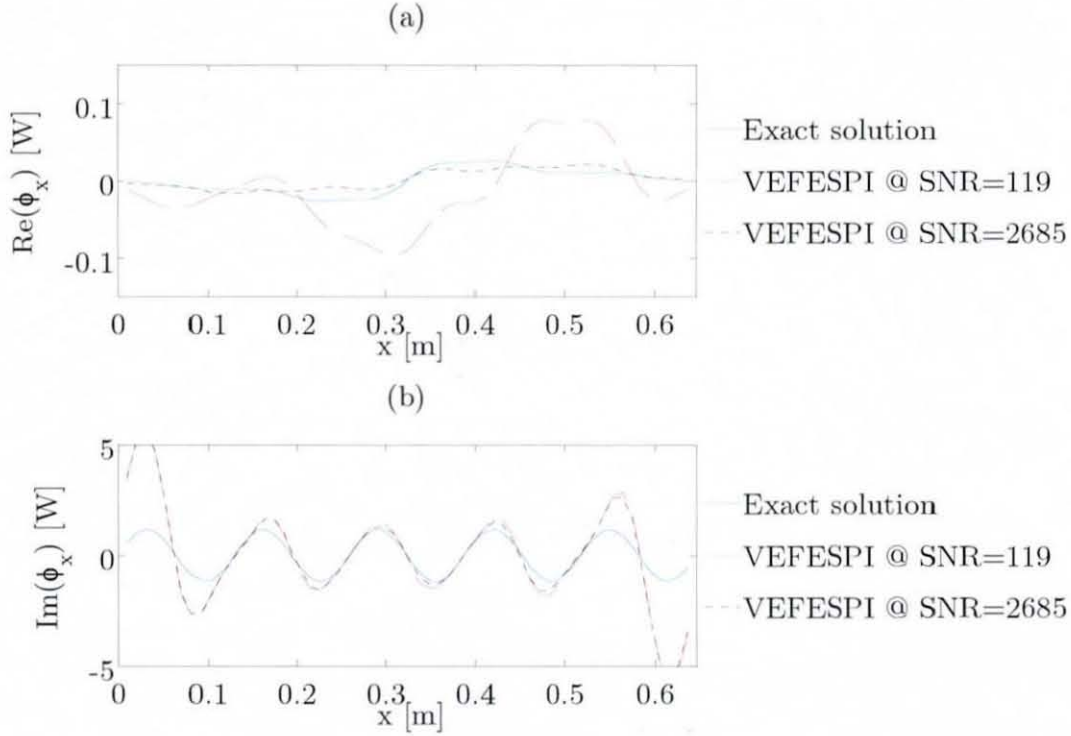 (a)
Re(ϕx) [W]
0.1
0
-0.1
0
0.1
0.2
0.3
0.4
0.5
0.6
x [m]
Exact solution
VEFESPI @ SNR=119
VEFESPI @ SNR=2685
(b)
Im(ϕx) [W]
5
0
-5
0
0.1
0.2
0.3
0.4
0.5
0.6
x [m]
Exact solution
VEFESPI @ SNR=119
VEFESPI @ SNR=2685